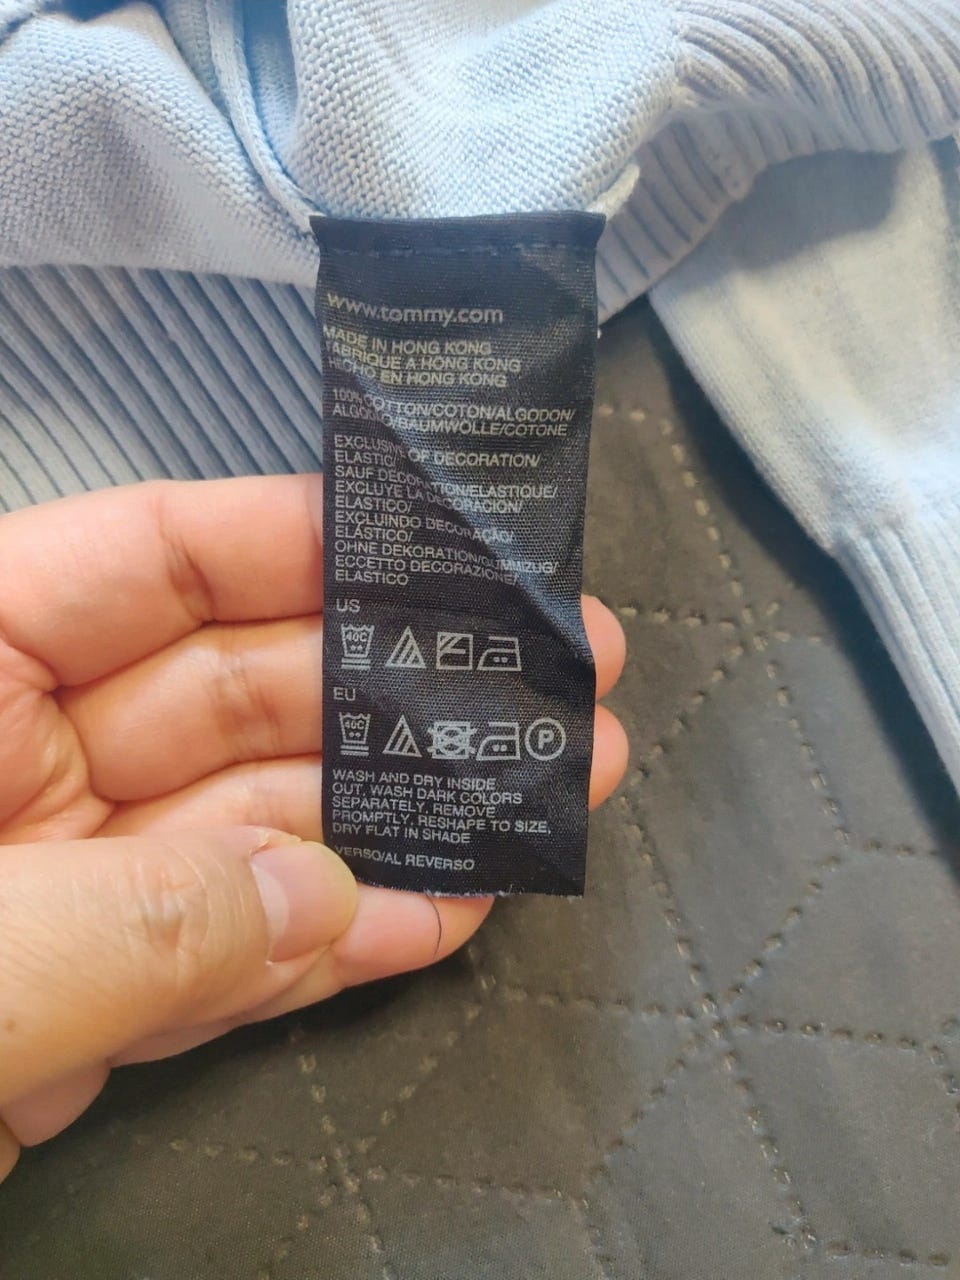 www.tommy.com
MADE IN HONG KONG
FABRIQUE A HONG KONG
HECHO EN HONG KONG
100% COTTON/COTON/ALGODON/
ALGODÃO/BAUMWOLLE/COTONE
EXCLUSIVE OF DECORATION/
ELASTIC/
SAUF DECORATION/ELASTIQUE/
EXCLUYE LA DECORACION/
ELASTICO/
EXCLUINDO DECORAÇÃO/
ELÁSTICO/
OHNE DEKORATION/GUMMIZUG/
ECCETTO DECORAZIONE/
ELASTICO
US
40C
EU
40C P
WASH AND DRY INSIDE
OUT, WASH DARK COLORS
SEPARATELY, REMOVE
PROMPTLY, RESHAPE TO SIZE,
DRY FLAT IN SHADE
VERSO/AL REVERSO